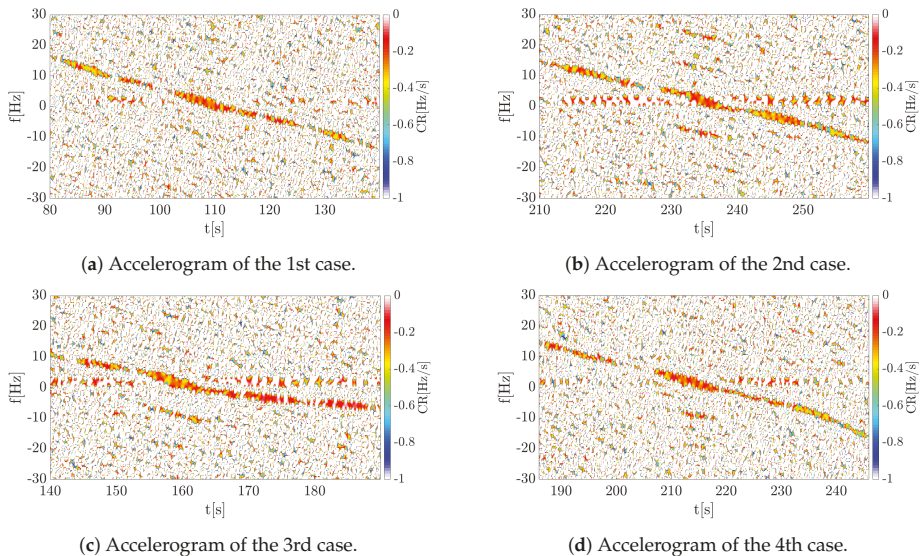 30
20
10
0
-10
-20
-30
f[Hz]
80 90 100 110 120 130
t[s]
0
-0.2
-0.4
-0.6
-0.8
-1
CR[Hz/s]
(a) Accelerogram of the 1st case.
30
20
10
0
-10
-20
-30
f[Hz]
210 220 230 240 250
t[s]
0
-0.2
-0.4
-0.6
-0.8
-1
CR[Hz/s]
(b) Accelerogram of the 2nd case.
30
20
10
0
-10
-20
-30
f[Hz]
140 150 160 170 180
t[s]
0
-0.2
-0.4
-0.6
-0.8
-1
CR[Hz/s]
(c) Accelerogram of the 3rd case.
30
20
10
0
-10
-20
-30
f[Hz]
190 200 210 220 230 240
t[s]
0
-0.2
-0.4
-0.6
-0.8
-1
CR[Hz/s]
(d) Accelerogram of the 4th case.